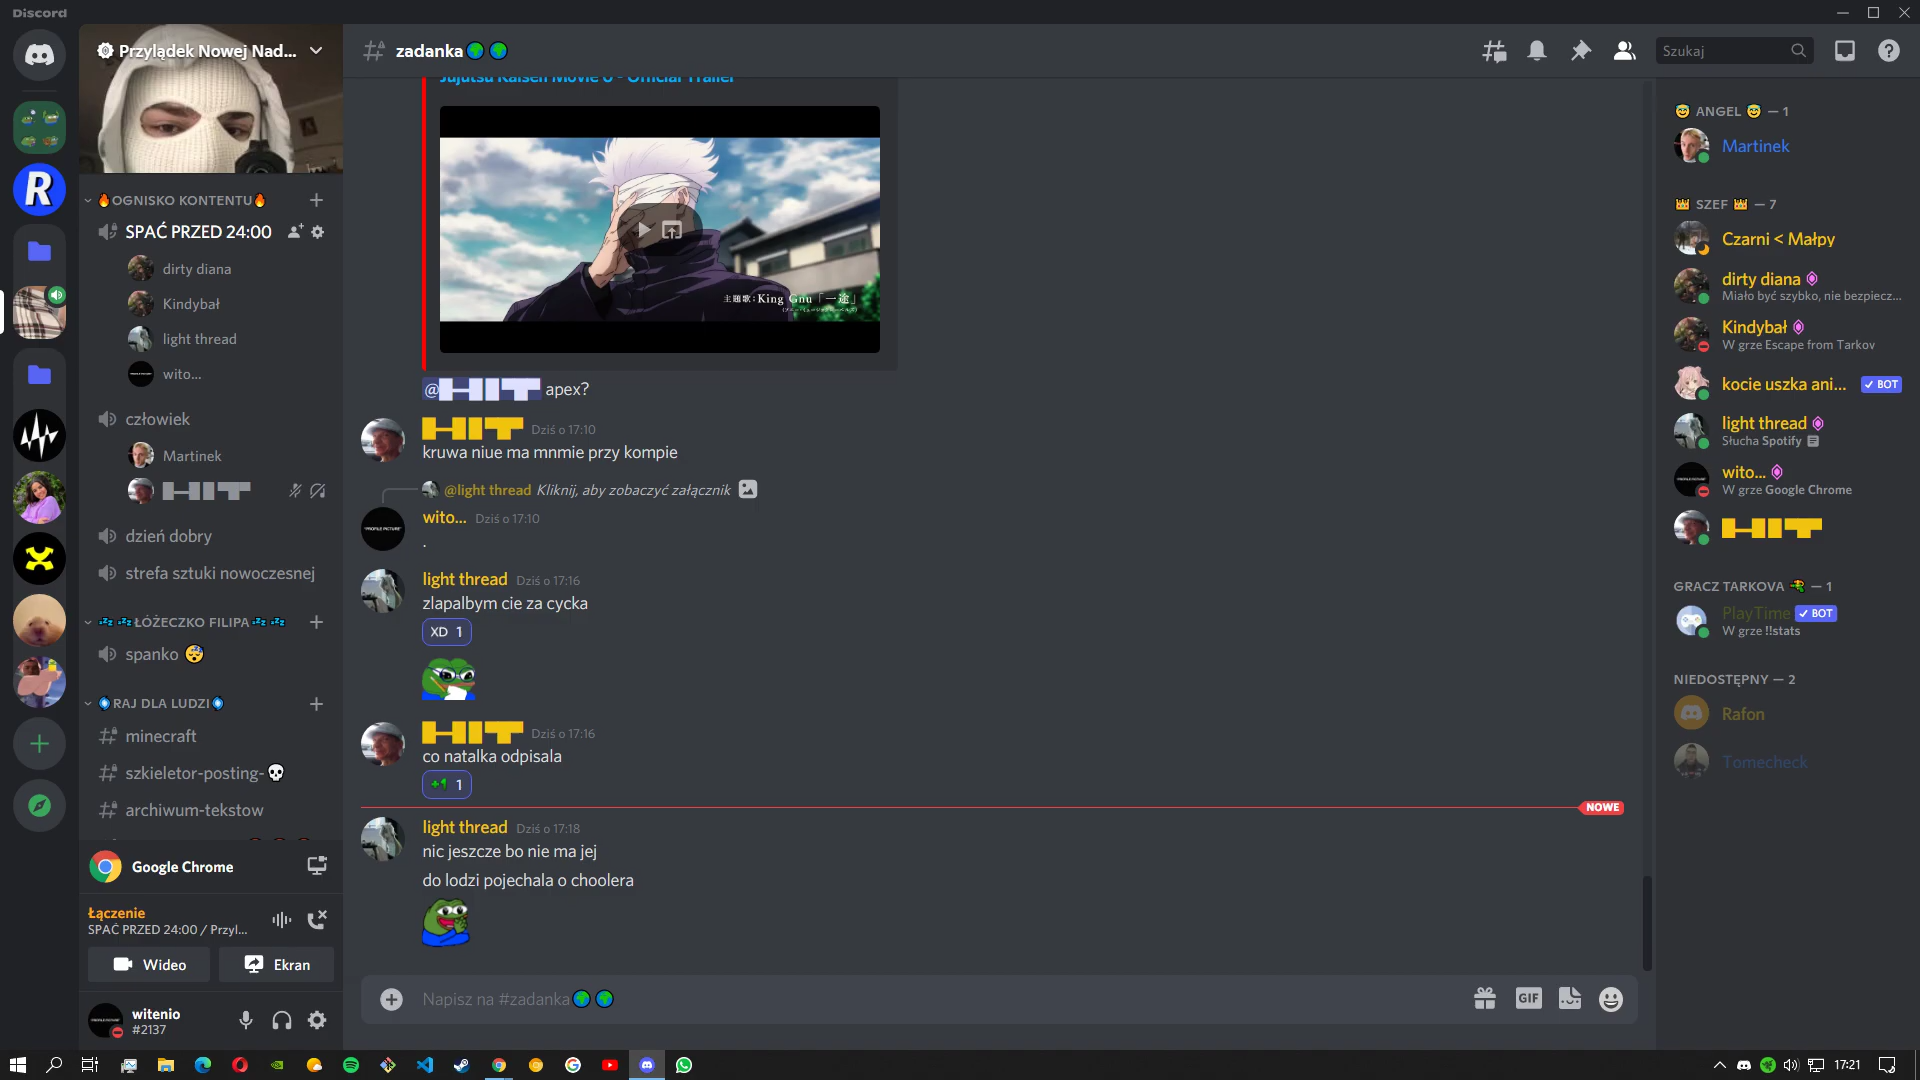 Discord
Przylądek Nowej Nad...
OGNISKO KONTENTU
SPAĆ PRZED 24:00
dirty diana
Kindybał
light thread
wito...
człowiek
Martinek
dzień dobry
strefa sztuki nowoczesnej
ŁÓŻECZKO FILIPA
spanko
RAJ DLA LUDZI
minecraft
szkieletor-posting-
archiwum-tekstow
Google Chrome
Łączenie
SPAĆ PRZED 24:00 / Przyl...
Wideo
Ekran
witenio
#2137
zadanka
Szukaj
Jujutsu Kaisen Movie 0 - Official Trailer
主題歌：King Gnu「一途」
@ apex?
Dziś o 17:10
kruwa niue ma mnmie przy kompie
@light thread Kliknij, aby zobaczyć załącznik
wito... Dziś o 17:10
.
light thread Dziś o 17:16
zlapalbym cie za cycka
XD 1
Dziś o 17:16
co natalka odpisala
+1 1
NOWE
light thread Dziś o 17:18
nic jeszcze bo nie ma jej
do lodzi pojechala o choolera
Napisz na #zadanka
GIF
ANGEL — 1
Martinek
SZEF — 7
Czarni < Małpy
dirty diana
Miało być szybko, nie bezpiecz...
Kindybał
W grze Escape from Tarkov
kocie uszka ani... BOT
light thread
Słucha Spotify
wito...
W grze Google Chrome
GRACZ TARKOVA — 1
PlayTime BOT
W grze !!stats
NIEDOSTĘPNY — 2
Rafon
Tomecheck
17:21